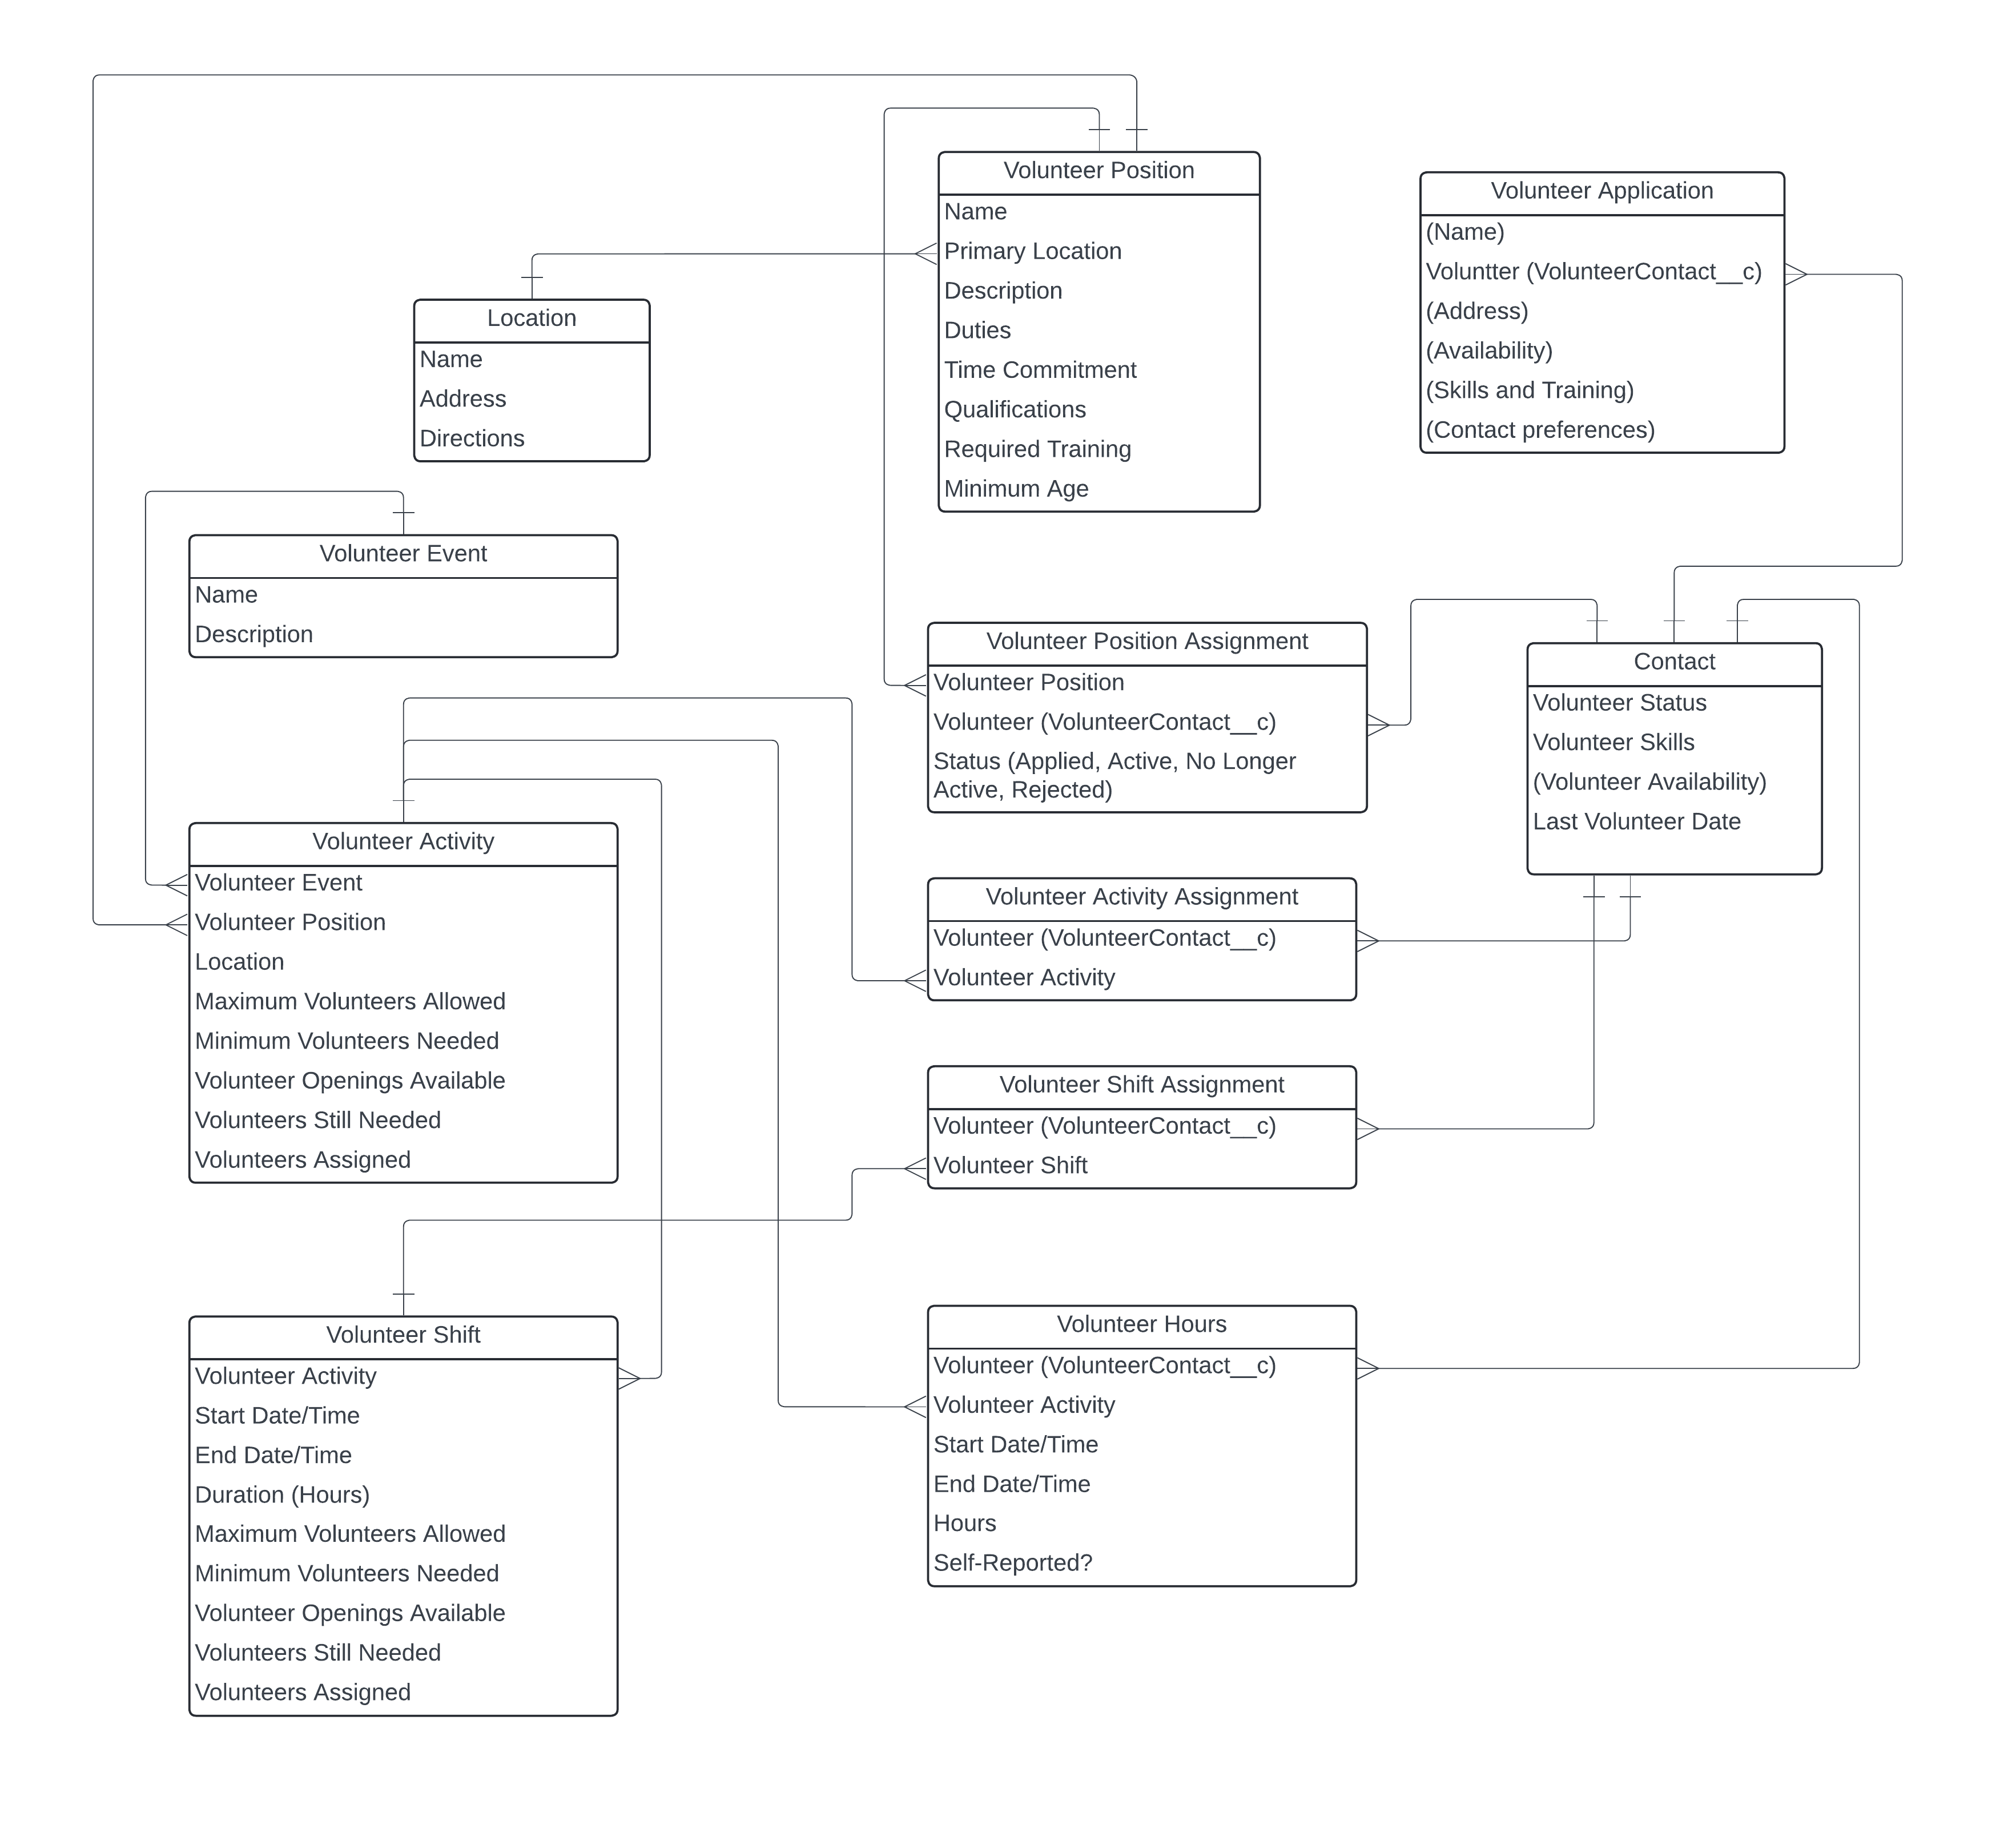 Volunteer Position
Name
Primary Location
Description
Duties
Time Commitment
Qualifications
Required Training
Minimum Age
Volunteer Application
(Name)
Voluntter (VolunteerContact__c)
(Address)
(Availability)
(Skills and Training)
(Contact preferences)
Location
Name
Address
Directions
Volunteer Event
Name
Description
Volunteer Position Assignment
Volunteer Position
Volunteer (VolunteerContact__c)
Status (Applied, Active, No Longer
Active, Rejected)
Contact
Volunteer Status
Volunteer Skills
(Volunteer Availability)
Last Volunteer Date
Volunteer Activity
Volunteer Event
Volunteer Position
Location
Maximum Volunteers Allowed
Minimum Volunteers Needed
Volunteer Openings Available
Volunteers Still Needed
Volunteers Assigned
Volunteer Activity Assignment
Volunteer (VolunteerContact__c)
Volunteer Activity
Volunteer Shift Assignment
Volunteer (VolunteerContact__c)
Volunteer Shift
Volunteer Shift
Volunteer Activity
Start Date/Time
End Date/Time
Duration (Hours)
Maximum Volunteers Allowed
Minimum Volunteers Needed
Volunteer Openings Available
Volunteers Still Needed
Volunteers Assigned
Volunteer Hours
Volunteer (VolunteerContact__c)
Volunteer Activity
Start Date/Time
End Date/Time
Hours
Self-Reported?